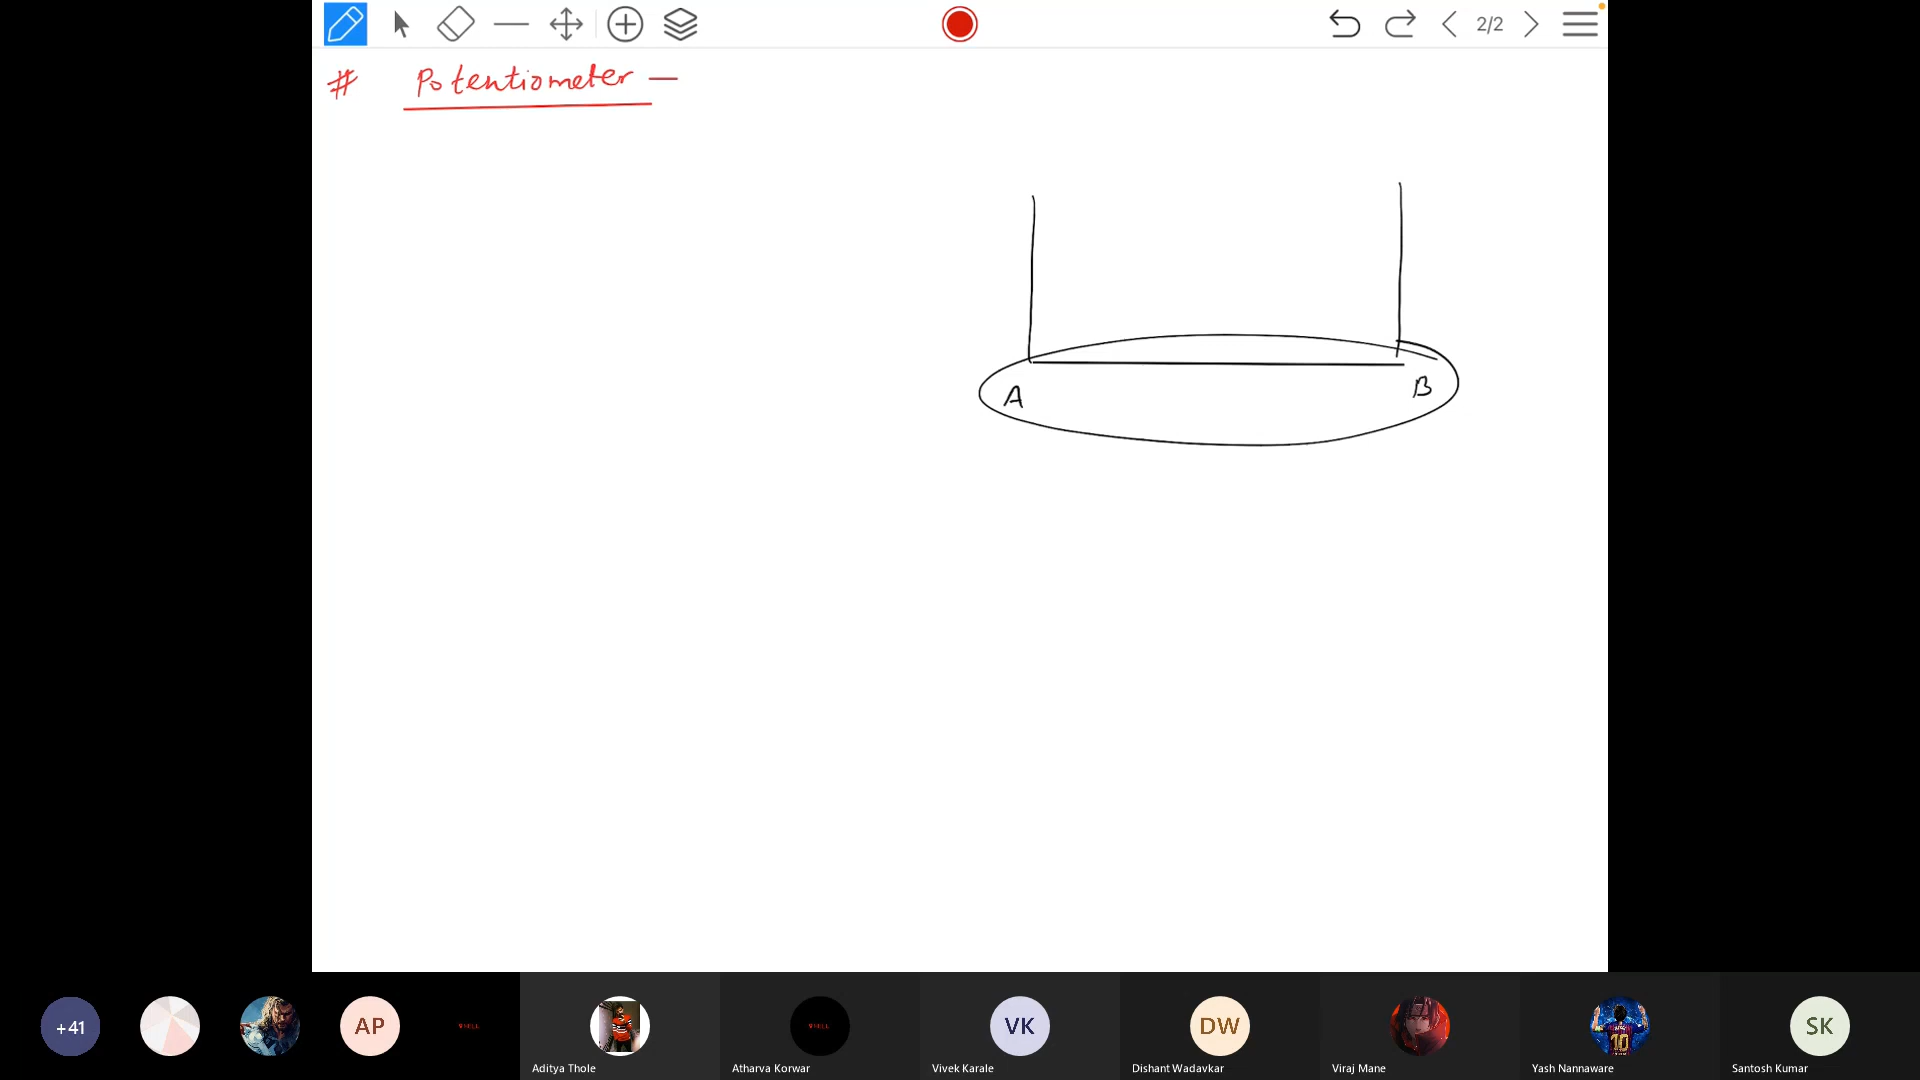 2/2
# Potentiometer —
A
B
+41
AP
VK
DW
10
SK
Aditya Thole
Atharva Korwar
Vivek Karale
Dishant Wadavkar
Viraj Mane
Yash Nannaware
Santosh Kumar